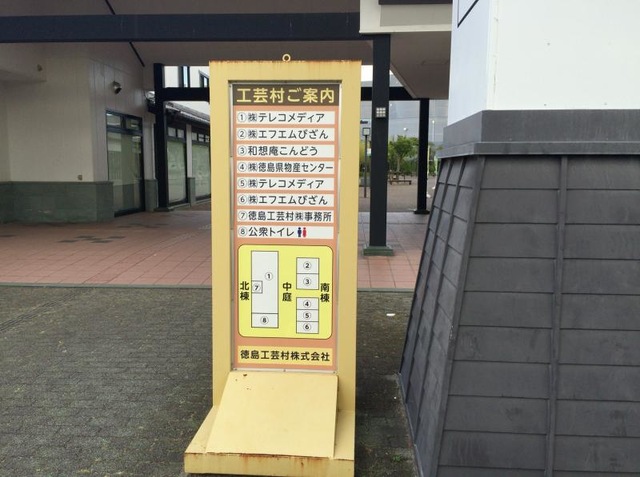 工芸村ご案内
①㈱テレコメディア
②㈱エフエムびざん
③和想庵こんどう
④㈱徳島県物産センター
⑤㈱テレコメディア
⑥㈱エフエムびざん
⑦徳島工芸村㈱事務所
⑧公衆トイレ
北棟
①
⑦
⑧
中庭
②
③
④
⑤
⑥
南棟
徳島工芸村株式会社